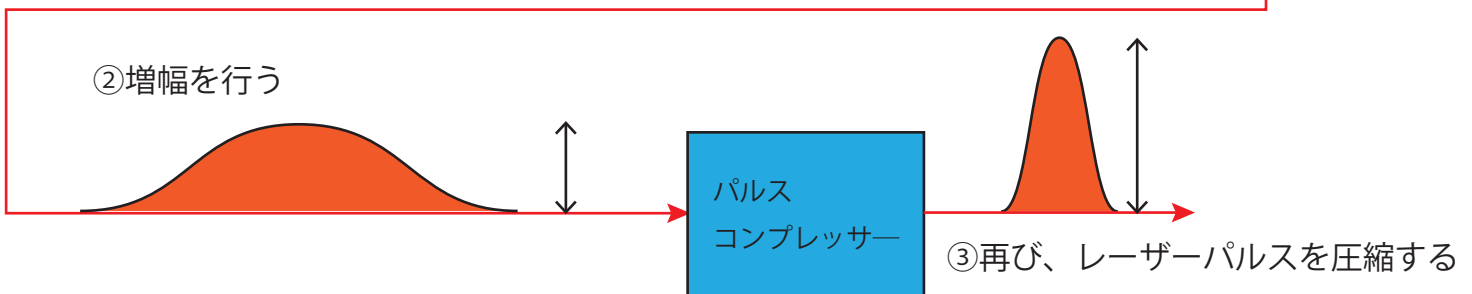 ②増幅を行う
パルス
コンプレッサ―
③再び、レーザーパルスを圧縮する